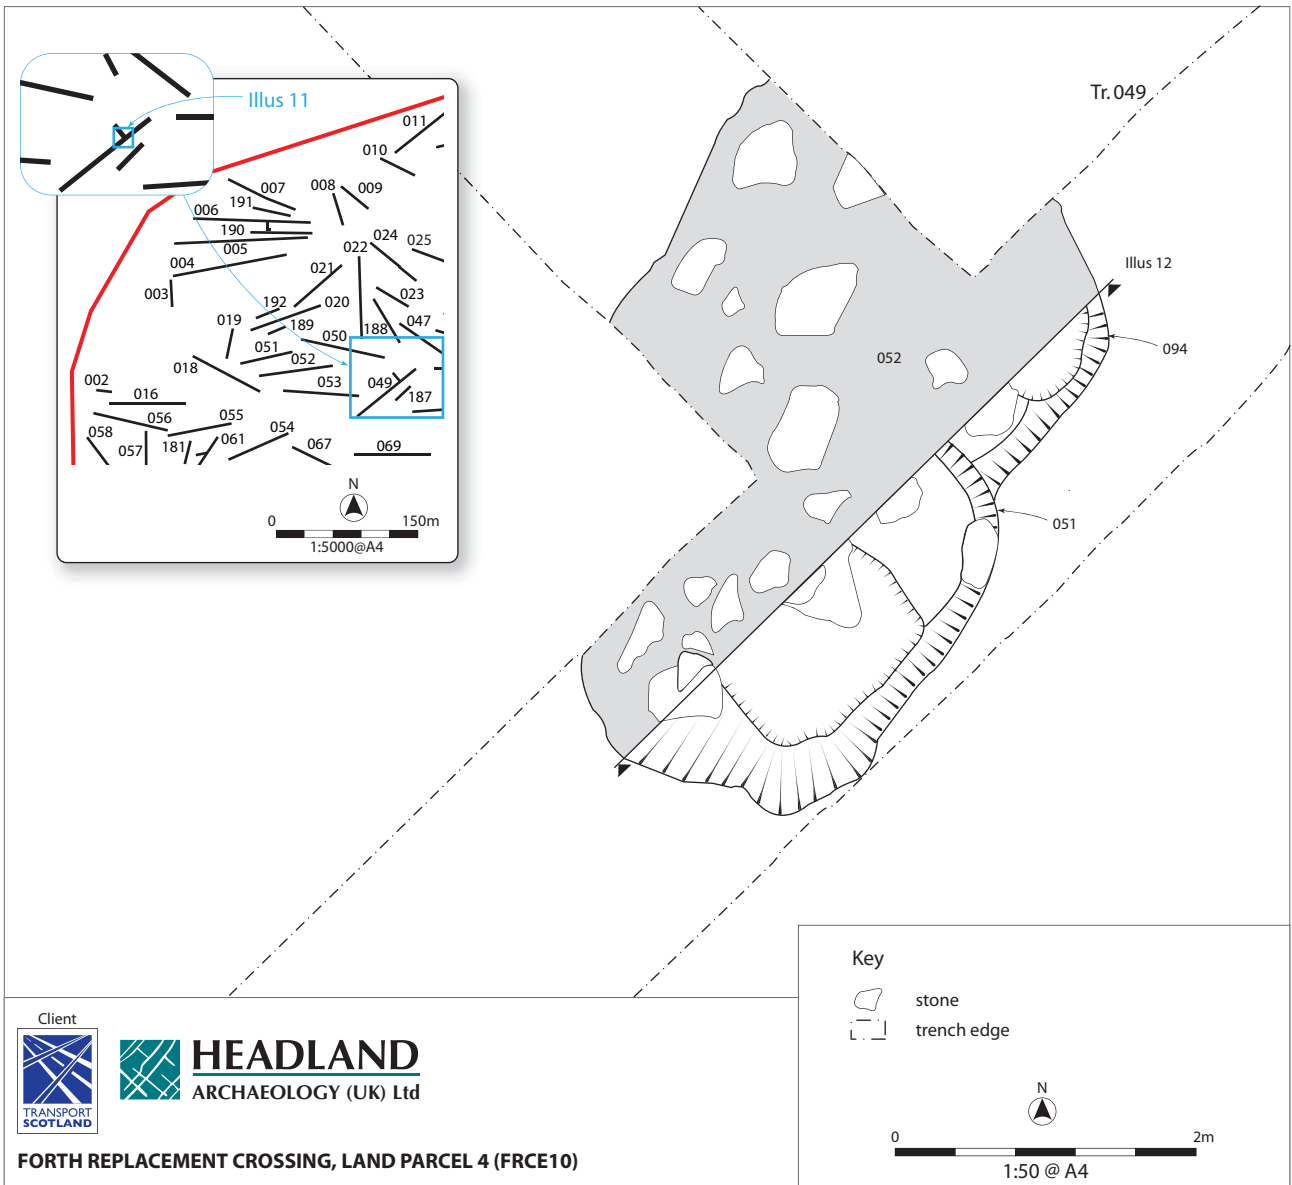 Tr. 049
Illus 11
011
010
007
008
009
191
006
190
005
024
025
022
004
021
003
023
192
020
019
189
188
047
050
051
052
018
053
049
187
002
016
056
055
058
057
181
061
054
067
069
N
0 150m
1:5000@A4
Illus 12
094
052
051
Key
stone
trench edge
N
0 2m
1:50 @ A4
Client
TRANSPORT
SCOTLAND
HEADLAND
ARCHAEOLOGY (UK) Ltd
FORTH REPLACEMENT CROSSING, LAND PARCEL 4 (FRCE10)